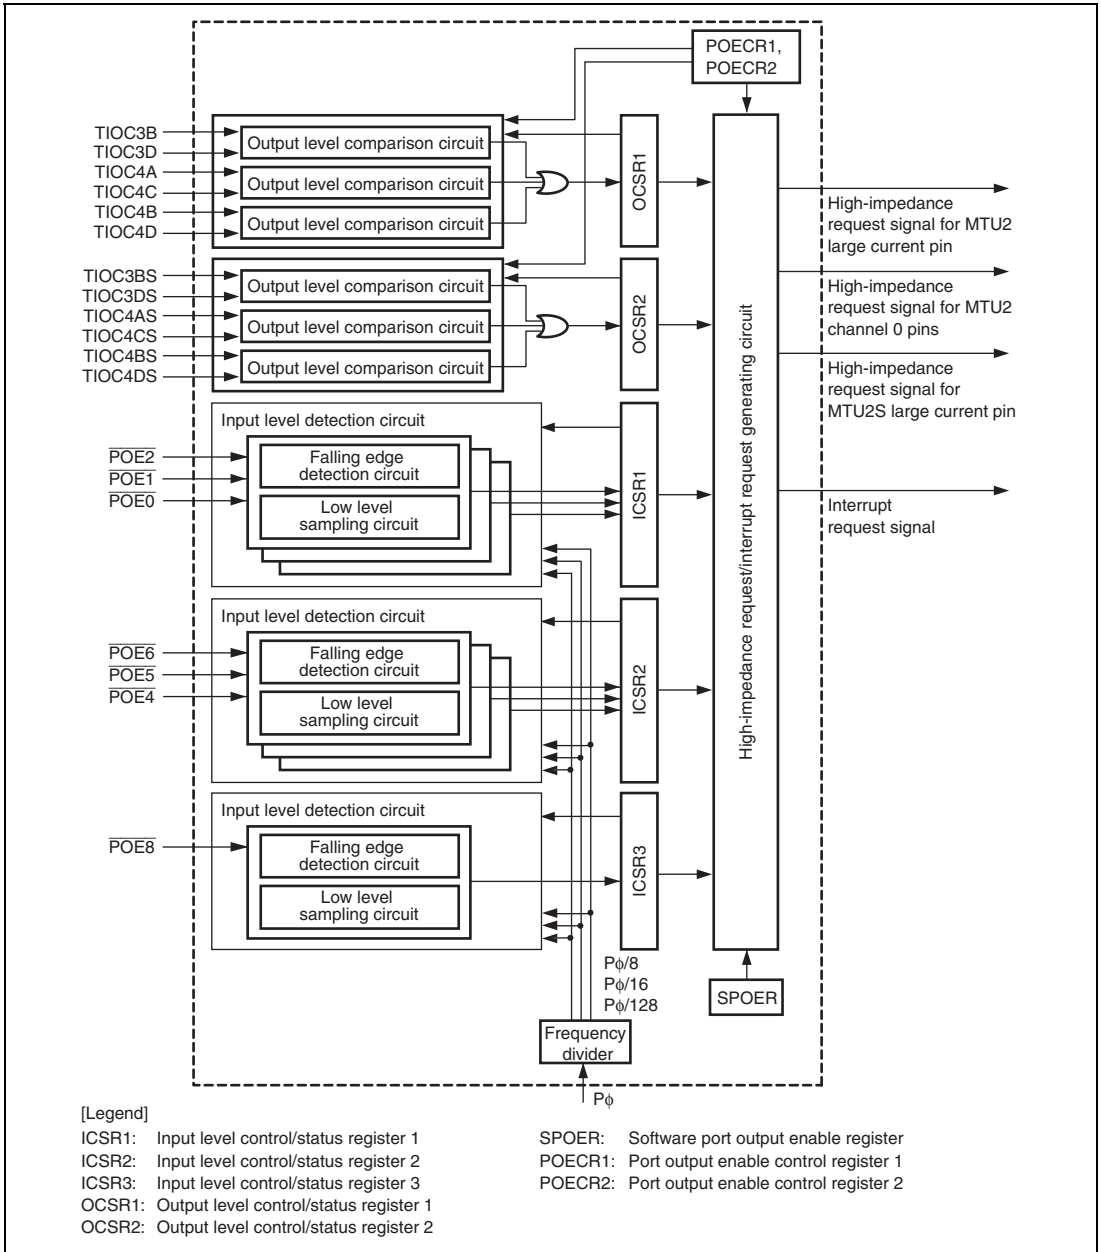 POECR1,
POECR2
TIOC3B
TIOC3D
TIOC4A
TIOC4C
TIOC4B
TIOC4D
Output level comparison circuit
Output level comparison circuit
Output level comparison circuit
OCSR1
TIOC3BS
TIOC3DS
TIOC4AS
TIOC4CS
TIOC4BS
TIOC4DS
Output level comparison circuit
Output level comparison circuit
Output level comparison circuit
OCSR2
Input level detection circuit
POE2
POE1
POE0
Falling edge
detection circuit
Low level
sampling circuit
ICSR1
Input level detection circuit
POE6
POE5
POE4
Falling edge
detection circuit
Low level
sampling circuit
ICSR2
Input level detection circuit
POE8
Falling edge
detection circuit
Low level
sampling circuit
ICSR3
High-impedance request/interrupt request generating circuit
High-impedance
request signal for MTU2
large current pin
High-impedance
request signal for MTU2
channel 0 pins
High-impedance
request signal for
MTU2S large current pin
Interrupt
request signal
Pϕ/8
Pϕ/16
Pϕ/128
SPOER
Frequency
divider
Pϕ
[Legend]
ICSR1: Input level control/status register 1
ICSR2: Input level control/status register 2
ICSR3: Input level control/status register 3
OCSR1: Output level control/status register 1
OCSR2: Output level control/status register 2
SPOER: Software port output enable register
POECR1: Port output enable control register 1
POECR2: Port output enable control register 2